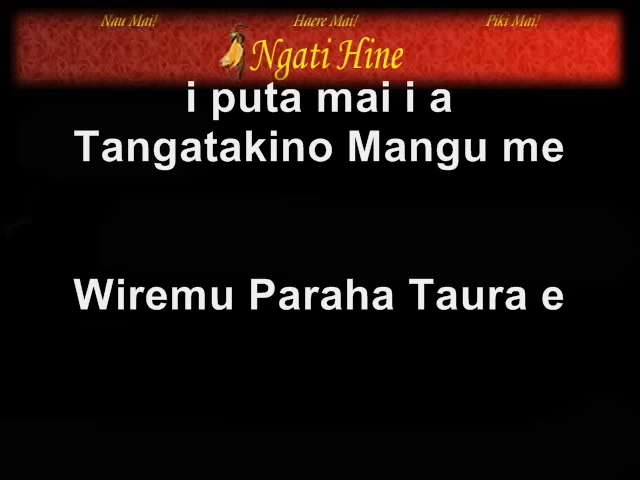 Nau Mai! Haere Mai! Piki Mai!
Ngati Hine
i puta mai i a
Tangatakino Mangu me
Wiremu Paraha Taura e